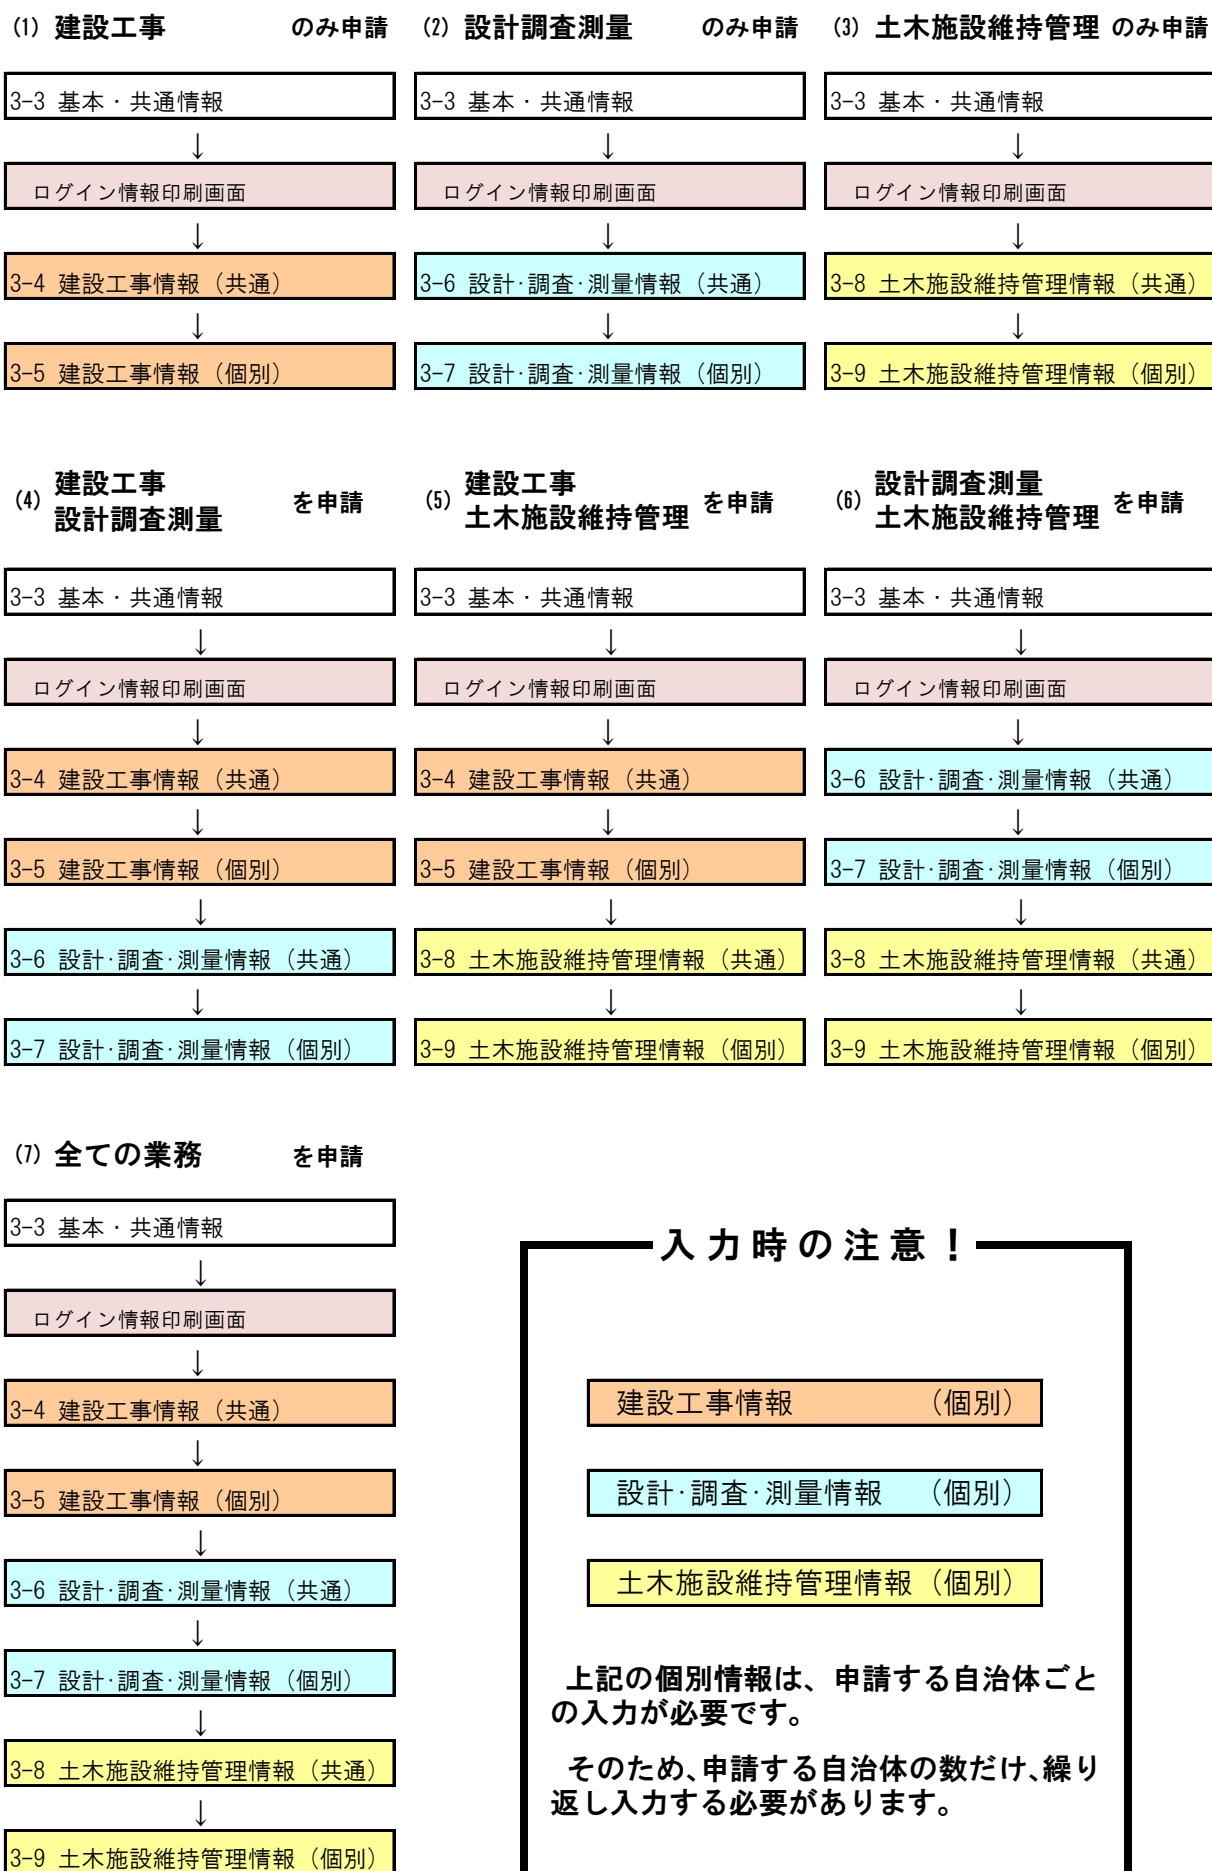 (1) 建設工事 のみ申請
3-3 基本・共通情報
↓
ログイン情報印刷画面
↓
3-4 建設工事情報（共通）
↓
3-5 建設工事情報（個別）
(2) 設計調査測量 のみ申請
3-3 基本・共通情報
↓
ログイン情報印刷画面
↓
3-6 設計・調査・測量情報（共通）
↓
3-7 設計・調査・測量情報（個別）
(3) 土木施設維持管理 のみ申請
3-3 基本・共通情報
↓
ログイン情報印刷画面
↓
3-8 土木施設維持管理情報（共通）
↓
3-9 土木施設維持管理情報（個別）
(4) 建設工事
設計調査測量 を申請
3-3 基本・共通情報
↓
ログイン情報印刷画面
↓
3-4 建設工事情報（共通）
↓
3-5 建設工事情報（個別）
↓
3-6 設計・調査・測量情報（共通）
↓
3-7 設計・調査・測量情報（個別）
(5) 建設工事
土木施設維持管理 を申請
3-3 基本・共通情報
↓
ログイン情報印刷画面
↓
3-4 建設工事情報（共通）
↓
3-5 建設工事情報（個別）
↓
3-8 土木施設維持管理情報（共通）
↓
3-9 土木施設維持管理情報（個別）
(6) 設計調査測量
土木施設維持管理 を申請
3-3 基本・共通情報
↓
ログイン情報印刷画面
↓
3-6 設計・調査・測量情報（共通）
↓
3-7 設計・調査・測量情報（個別）
↓
3-8 土木施設維持管理情報（共通）
↓
3-9 土木施設維持管理情報（個別）
(7) 全ての業務 を申請
3-3 基本・共通情報
↓
ログイン情報印刷画面
↓
3-4 建設工事情報（共通）
↓
3-5 建設工事情報（個別）
↓
3-6 設計・調査・測量情報（共通）
↓
3-7 設計・調査・測量情報（個別）
↓
3-8 土木施設維持管理情報（共通）
↓
3-9 土木施設維持管理情報（個別）
入力時の注意！
建設工事情報 （個別）
設計・調査・測量情報 （個別）
土木施設維持管理情報（個別）
上記の個別情報は、申請する自治体ごと
の入力が必要です。
そのため、申請する自治体の数だけ、繰り
返し入力する必要があります。